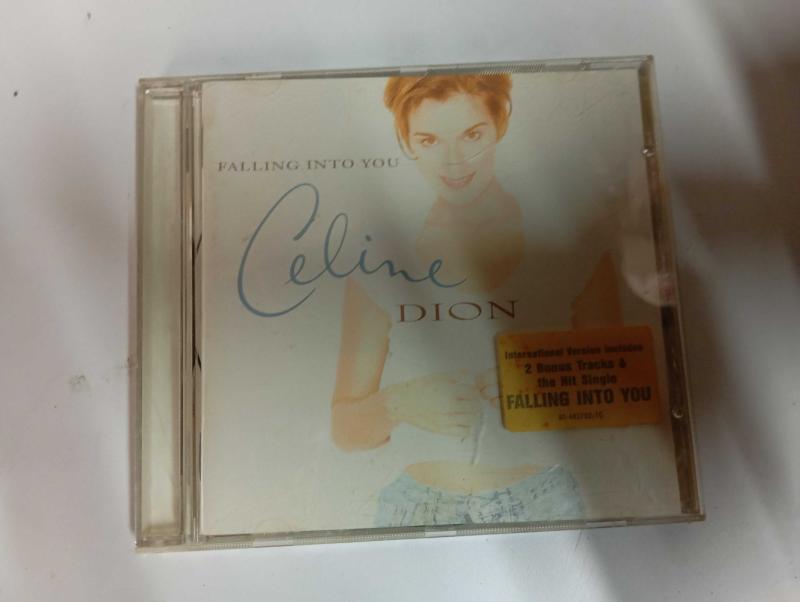 FALLING INTO YOU
Celine
DION
International Version includes
2 Bonus Tracks &
the Hit Single
FALLING INTO YOU